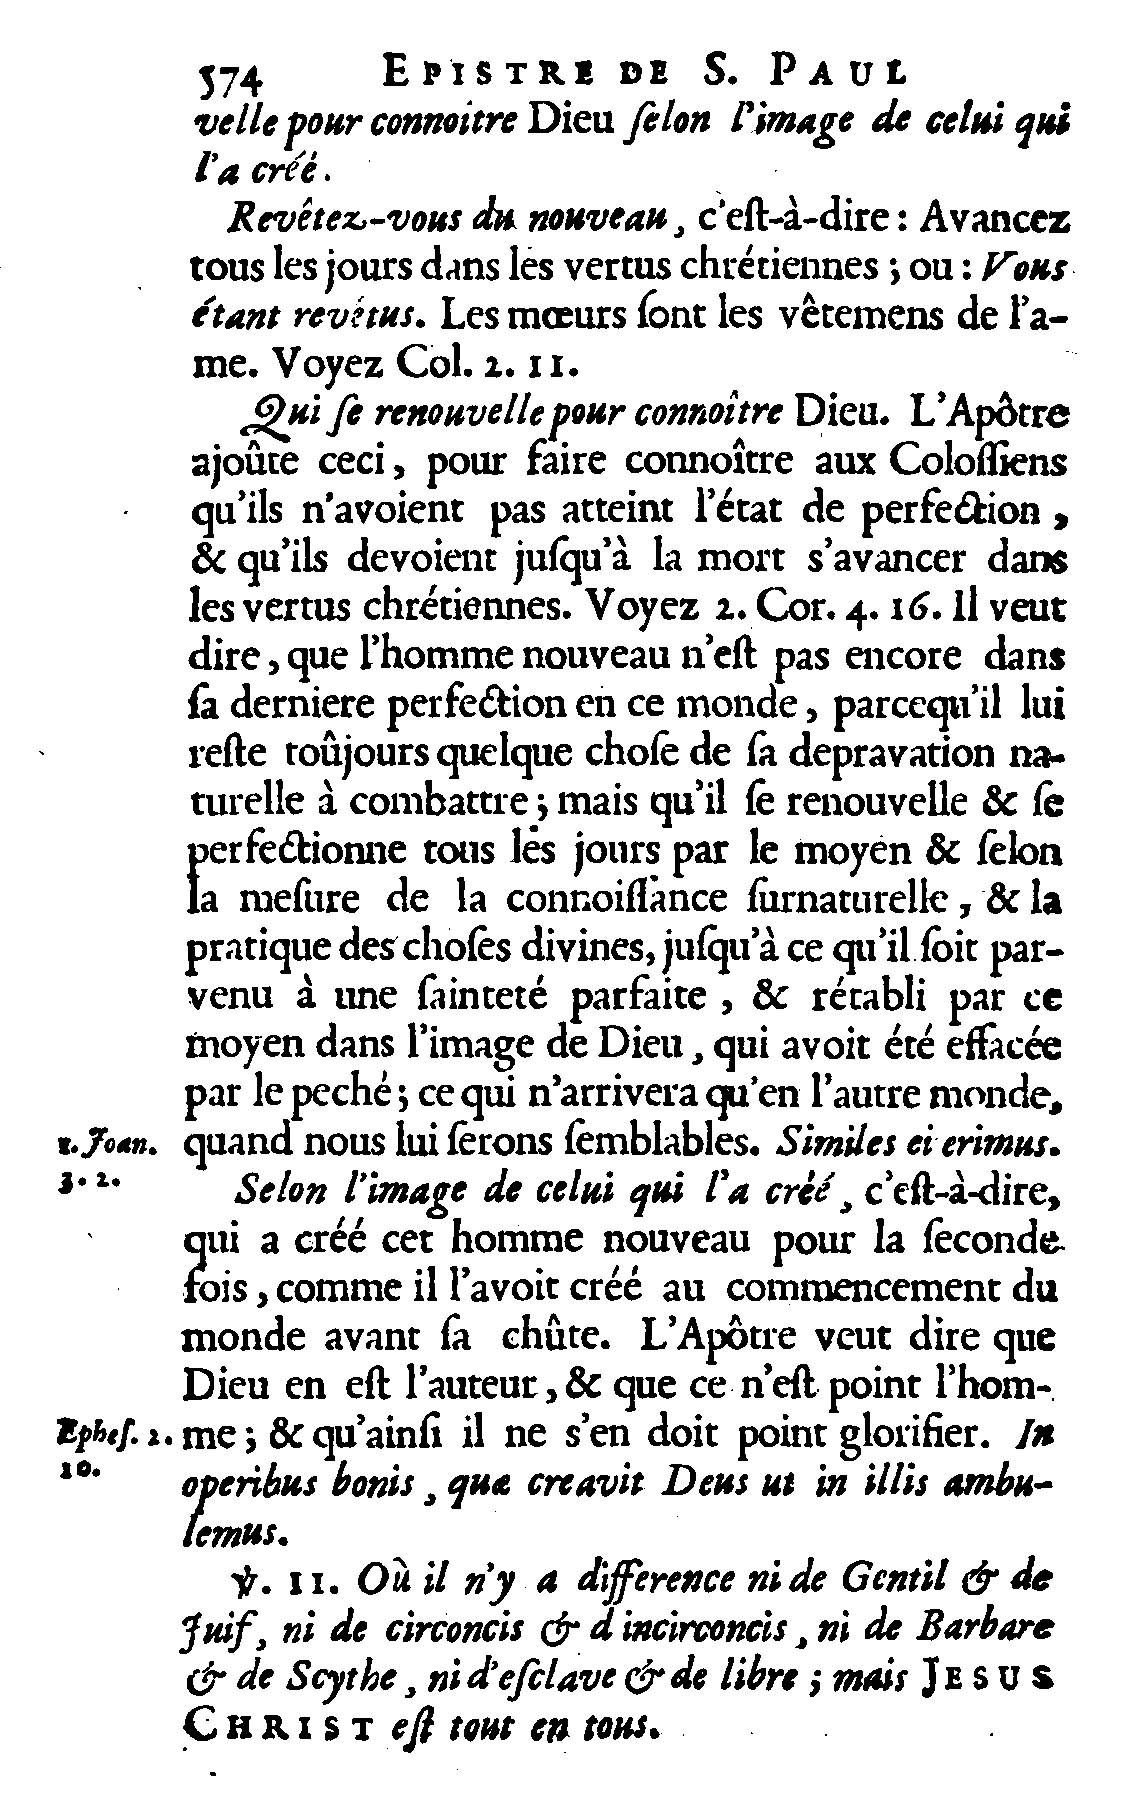 574 EPISTRE DE S. PAUL
velle pour connoître Dieu ſelon l'image de celui qui
l'a créé.
Revêtez-vous du nouveau, c'eſt-à-dire : Avancez
tous les jours dans les vertus chrétiennes ; ou : Vous
étant revêtus. Les mœurs ſont les vêtemens de l'a-
me. Voyez Col. 2. 11.
Qui ſe renouvelle pour connoître Dieu. L'Apôtre
ajoûte ceci, pour faire connoître aux Coloſſiens
qu'ils n'avoient pas atteint l'état de perfection,
& qu'ils devoient juſqu'à la mort s'avancer dans
les vertus chrétiennes. Voyez 2. Cor. 4. 16. Il veut
dire, que l'homme nouveau n'eſt pas encore dans
ſa derniere perfection en ce monde, parcequ'il lui
reſte toûjours quelque choſe de ſa depravation na-
turelle à combattre ; mais qu'il ſe renouvelle & ſe
perfectionne tous les jours par le moyen & ſelon
la meſure de la connoiſſance ſurnaturelle, & la
pratique des choſes divines, juſqu'à ce qu'il ſoit par-
venu à une ſainteté parfaite, & rétabli par ce
moyen dans l'image de Dieu, qui avoit été effacée
par le peché ; ce qui n'arrivera qu'en l'autre monde,
1. Joan. quand nous lui ſerons ſemblables. Similes ei erimus.
3. 2. Selon l'image de celui qui l'a créé, c'eſt-à-dire,
qui a créé cet homme nouveau pour la ſeconde
fois, comme il l'avoit créé au commencement du
monde avant ſa chûte. L'Apôtre veut dire que
Dieu en eſt l'auteur, & que ce n'eſt point l'hom-
Epheſ. 2. me ; & qu'ainſi il ne s'en doit point glorifier. In
10. operibus bonis, quæ creavit Deus ut in illis ambu-
lemus.
℣. 11. Où il n'y a difference ni de Gentil & de
Juif, ni de circoncis & d'incirconcis, ni de Barbare
& de Scythe, ni d'eſclave & de libre ; mais JESUS
CHRIST eſt tout en tous.